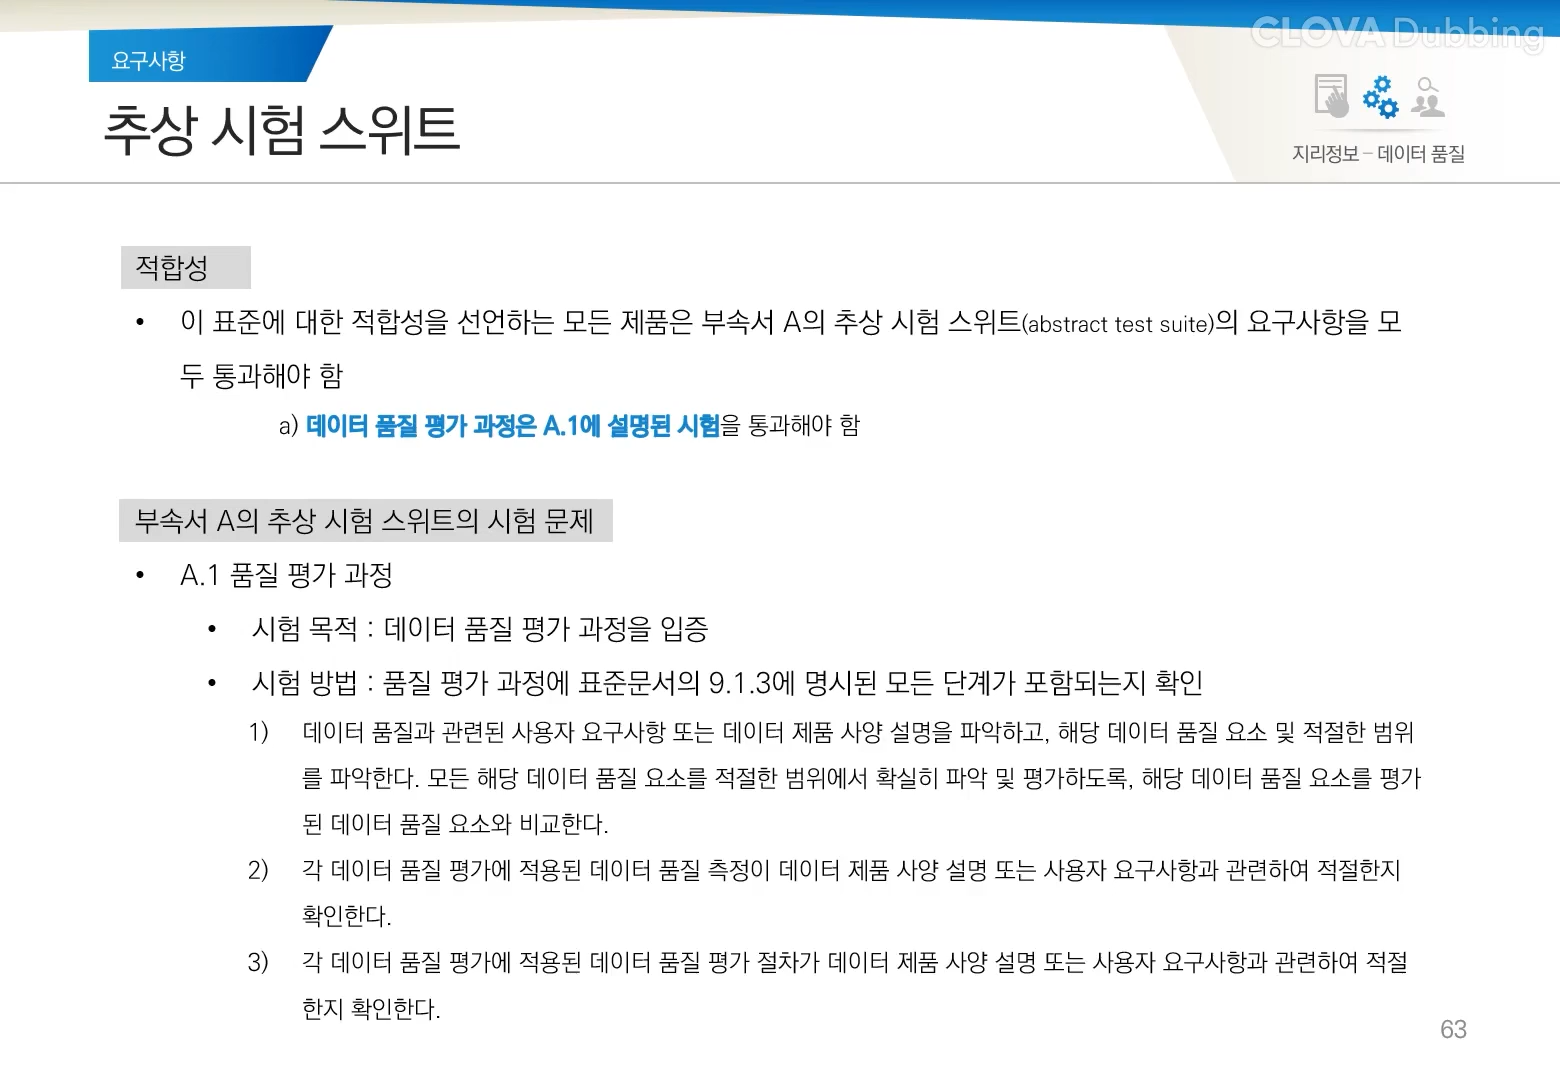 CLOVA Dubbing
요구사항
추상 시험 스위트
지리정보 – 데이터 품질
적합성
• 이 표준에 대한 적합성을 선언하는 모든 제품은 부속서 A의 추상 시험 스위트(abstract test suite)의 요구사항을 모
두 통과해야 함
a) 데이터 품질 평가 과정은 A.1에 설명된 시험을 통과해야 함
부속서 A의 추상 시험 스위트의 시험 문제
• A.1 품질 평가 과정
• 시험 목적 : 데이터 품질 평가 과정을 입증
• 시험 방법 : 품질 평가 과정에 표준문서의 9.1.3에 명시된 모든 단계가 포함되는지 확인
1) 데이터 품질과 관련된 사용자 요구사항 또는 데이터 제품 사양 설명을 파악하고, 해당 데이터 품질 요소 및 적절한 범위
를 파악한다. 모든 해당 데이터 품질 요소를 적절한 범위에서 확실히 파악 및 평가하도록, 해당 데이터 품질 요소를 평가
된 데이터 품질 요소와 비교한다.
2) 각 데이터 품질 평가에 적용된 데이터 품질 측정이 데이터 제품 사양 설명 또는 사용자 요구사항과 관련하여 적절한지
확인한다.
3) 각 데이터 품질 평가에 적용된 데이터 품질 평가 절차가 데이터 제품 사양 설명 또는 사용자 요구사항과 관련하여 적절
한지 확인한다.
63